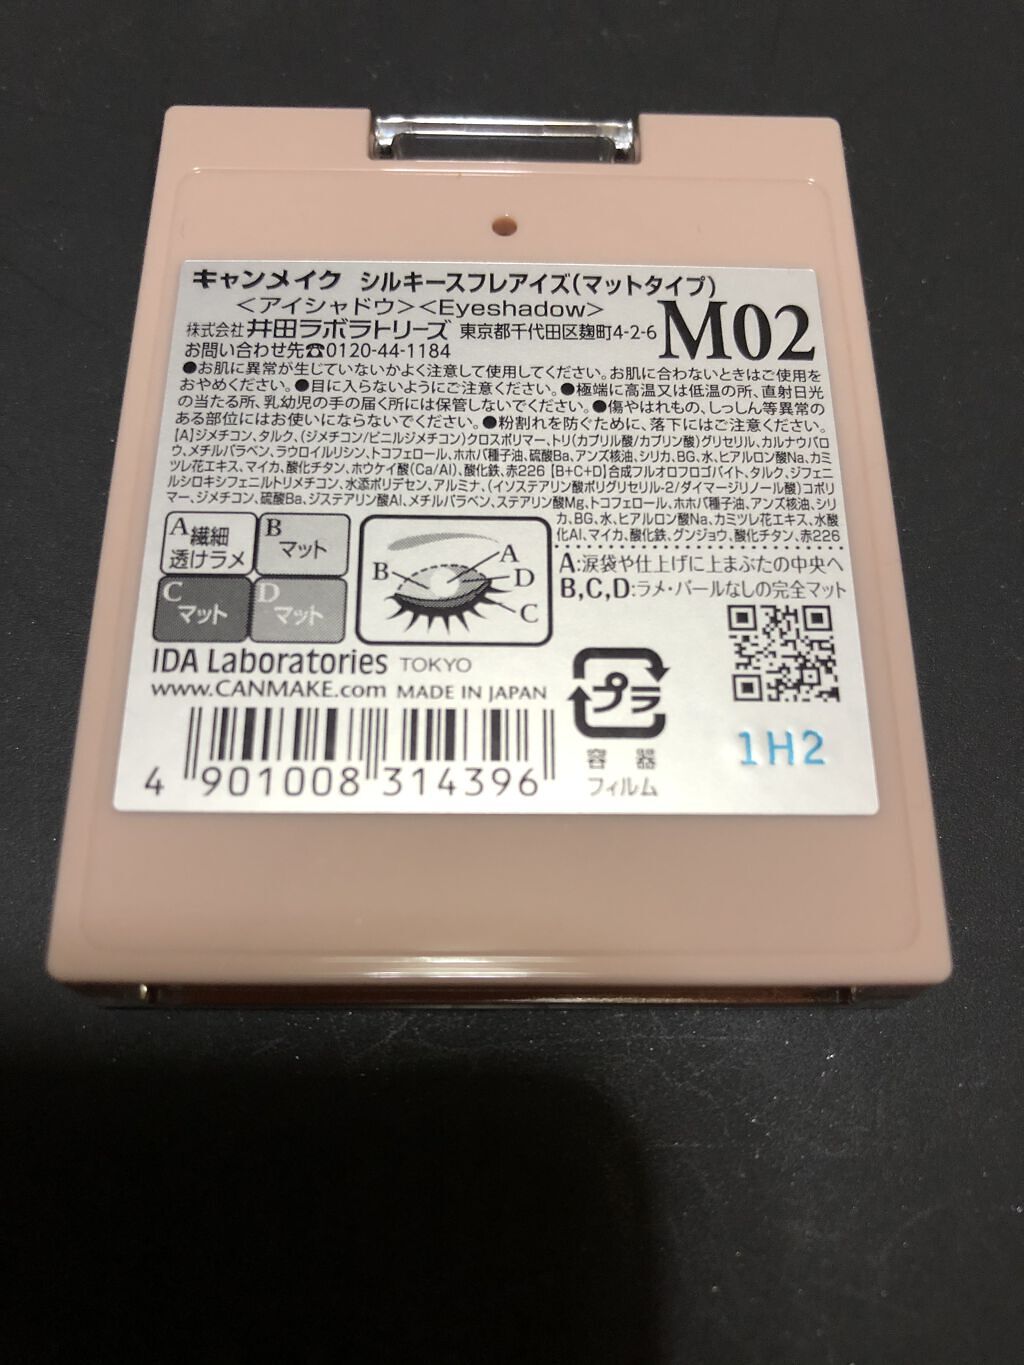 キャンメイク シルキースフレアイズ(マットタイプ)
<アイシャドウ><Eyeshadow>
株式会社 井田ラボラトリーズ 東京都千代田区麹町4-2-6
M02
お問い合わせ先☎0120-44-1184
●お肌に異常が生じていないかよく注意して使用してください。お肌に合わないときはご使用を
おやめください。●目に入らないようにご注意ください。●極端に高温又は低温の所、直射日光
の当たる所、乳幼児の手の届く所には保管しないでください。●傷やはれもの、しっしん等異常の
ある部位にはお使いにならないでください。●粉割れを防ぐために、落下にはご注意ください。
【A】ジメチコン、タルク、(ジメチコン/ビニルジメチコン)クロスポリマー、トリ(カプリル酸/カプリン酸)グリセリル、カルナウバロ
ウ、メチルパラベン、ラウロイルリシン、トコフェロール、ホホバ種子油、硫酸Ba、アンズ核油、シリカ、BG、水、ヒアルロン酸Na、カミ
ツレ花エキス、マイカ、酸化チタン、ホウケイ酸(Ca/Al)、酸化鉄、赤226【B+C+D】合成フルオロフロゴパイト、タルク、ジフェニ
ルシロキシフェニルトリメチコン、水添ポリデセン、アルミナ、(イソステアリン酸ポリグリセリル-2/ダイマージリノール酸)コポリ
マー、ジメチコン、硫酸Ba、ジステアリン酸Al、メチルパラベン、ステアリン酸Mg、トコフェロール、ホホバ種子油、アンズ核油、シリ
カ、BG、水、ヒアルロン酸Na、カミツレ花エキス、水酸
化Al、マイカ、酸化鉄、グンジョウ、酸化チタン、赤226
A 繊細
透けラメ
B
マット
C
マット
D
マット
A
B
D
C
A:涙袋や仕上げに上まぶたの中央へ
B,C,D:ラメ・パールなしの完全マット
IDA Laboratories TOKYO
www.CANMAKE.com MADE IN JAPAN
プラ
容器
フィルム
1H2
4 901008 314396